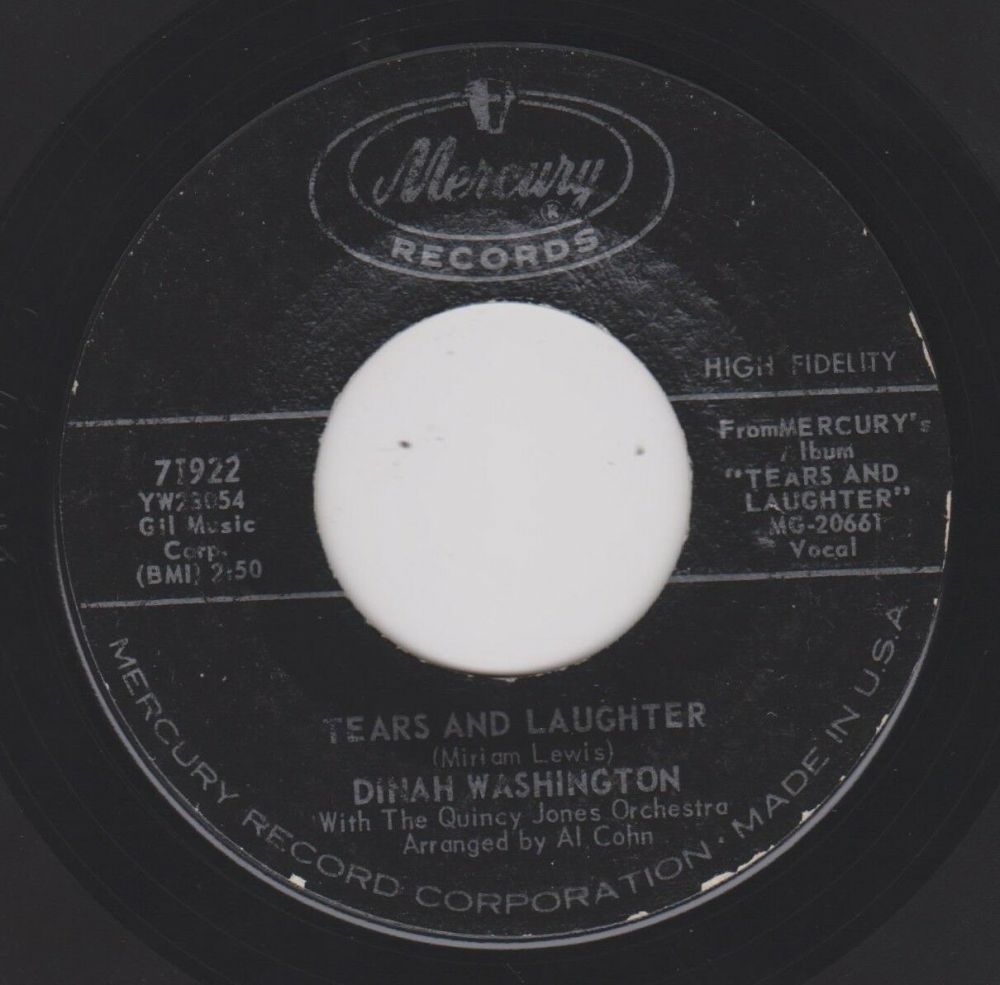 Mercury
®
RECORDS
HIGH FIDELITY
71922
YW23054
Gil Music
Corp.
(BMI) 2:50
From MERCURY's
Album
"TEARS AND
LAUGHTER"
MG-20661
Vocal
TEARS AND LAUGHTER
(Miriam Lewis)
DINAH WASHINGTON
With The Quincy Jones Orchestra
Arranged by Al Cohn
MERCURY RECORD CORPORATION · MADE IN U.S.A